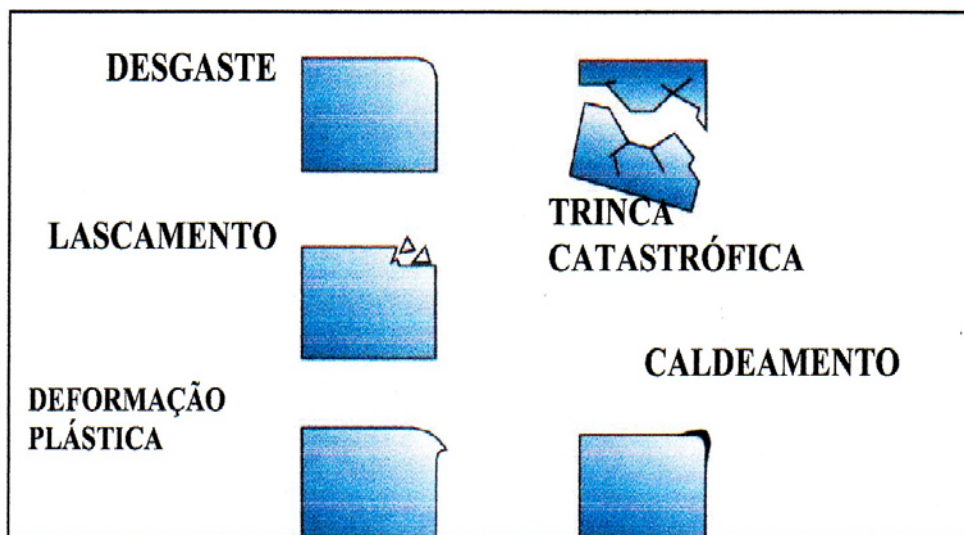 DESGASTE
LASCAMENTO
DEFORMAÇÃO
PLÁSTICA
TRINCA
CATASTRÓFICA
CALDEAMENTO